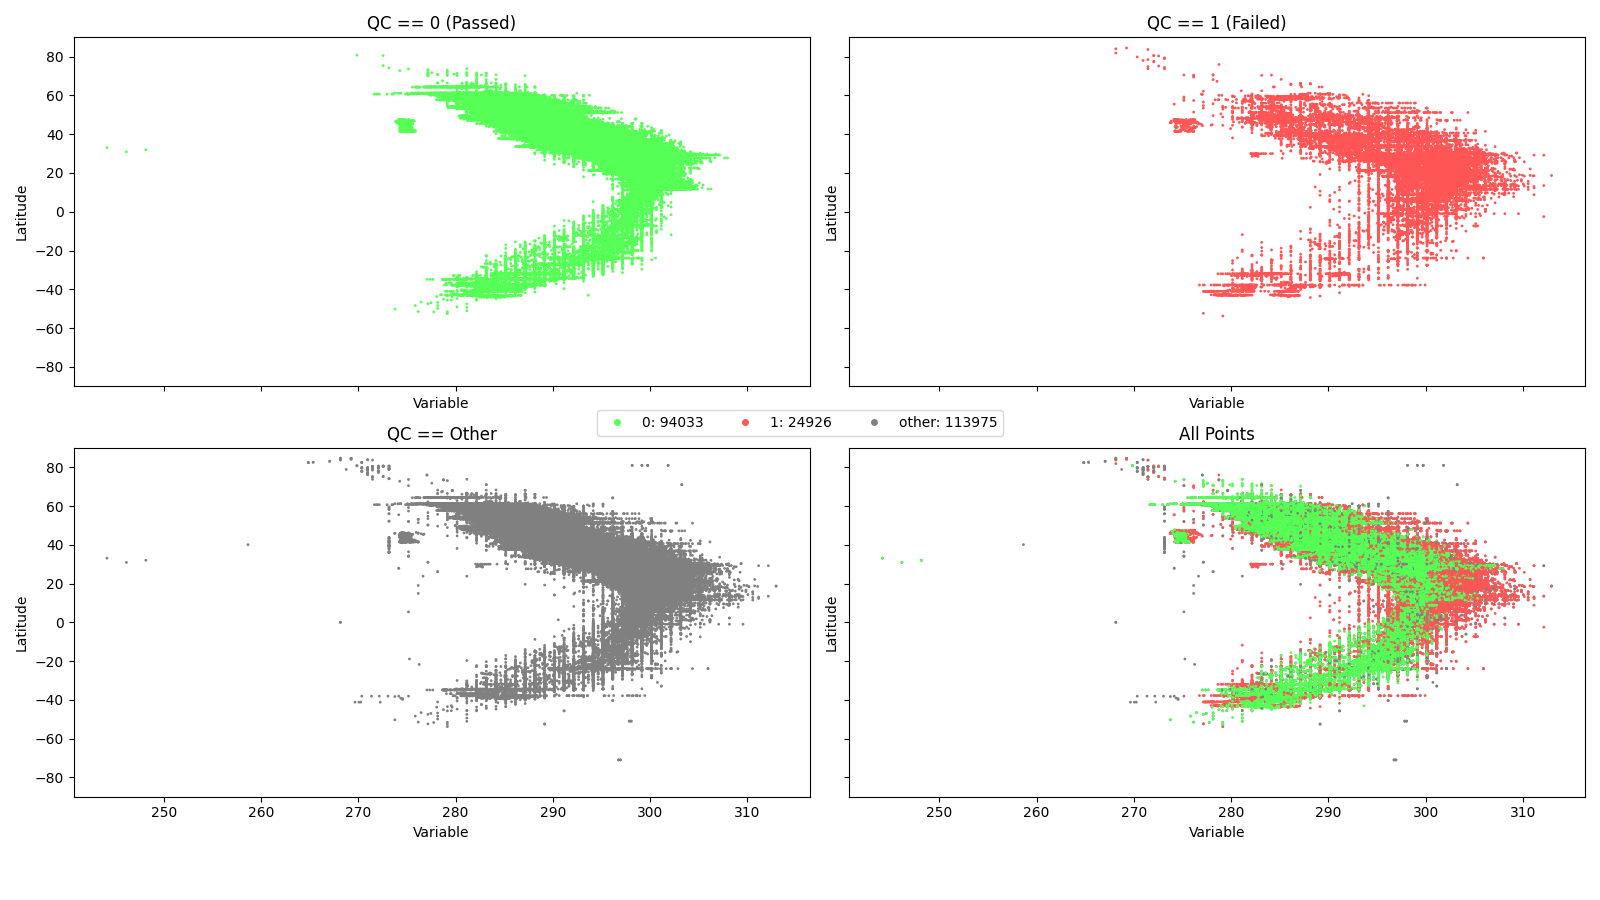 QC == 0 (Passed)
QC == 1 (Failed)
80
60
40
20
0
−20
−40
−60
−80
Latitude
Latitude
Variable
Variable
0: 94033
1: 24926
other: 113975
QC == Other
All Points
80
60
40
20
0
−20
−40
−60
−80
Latitude
Latitude
250 260 270 280 290 300 310
250 260 270 280 290 300 310
Variable
Variable